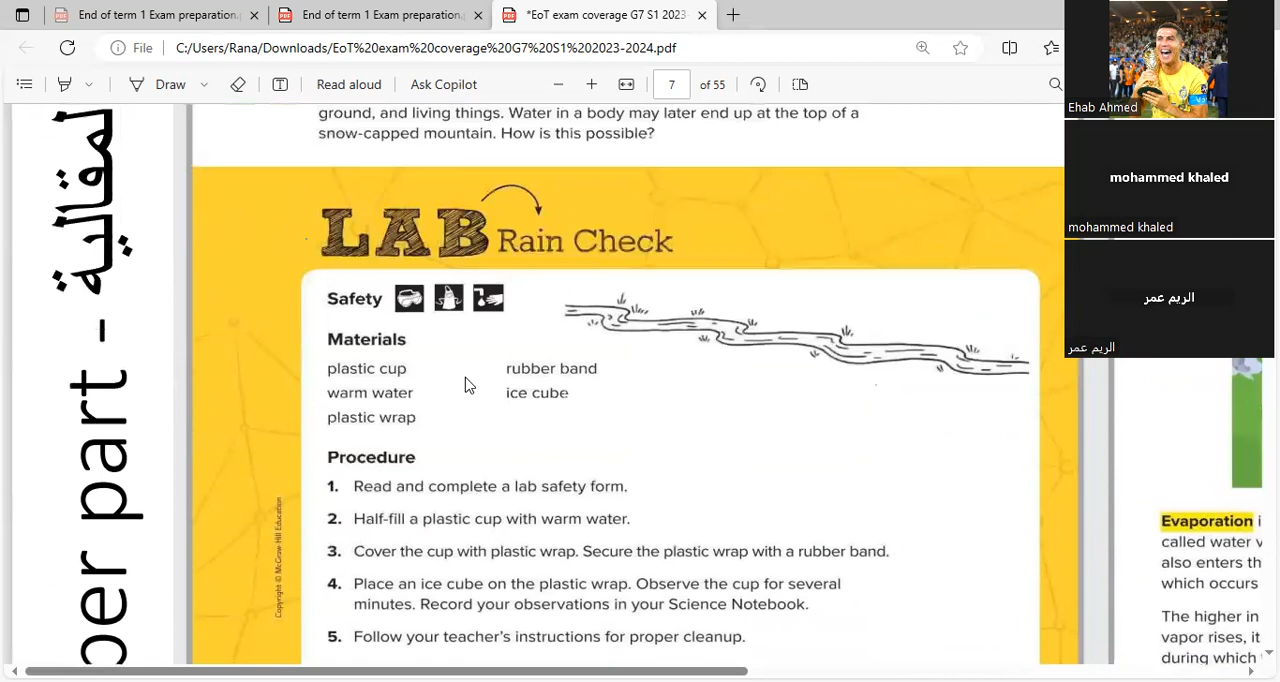 End of term 1 Exam preparation.
End of term 1 Exam preparation.
*EoT exam coverage G7 S1 2023-
File
C:/Users/Rana/Downloads/EoT%20exam%20coverage%20G7%20S1%202023-2024.pdf
Draw
Read aloud
Ask Copilot
7 of 55
المقالية - per part
ground, and living things. Water in a body may later end up at the top of a
snow-capped mountain. How is this possible?
LAB Rain Check
Safety
Materials
plastic cup
warm water
plastic wrap
rubber band
ice cube
Procedure
1. Read and complete a lab safety form.
2. Half-fill a plastic cup with warm water.
3. Cover the cup with plastic wrap. Secure the plastic wrap with a rubber band.
4. Place an ice cube on the plastic wrap. Observe the cup for several
minutes. Record your observations in your Science Notebook.
5. Follow your teacher's instructions for proper cleanup.
Copyright © McGraw-Hill Education
Evaporation i
called water v
also enters th
which occurs
The higher in
vapor rises, it
during which
Ehab Ahmed
mohammed khaled
mohammed khaled
الريم عمر
الريم عمر